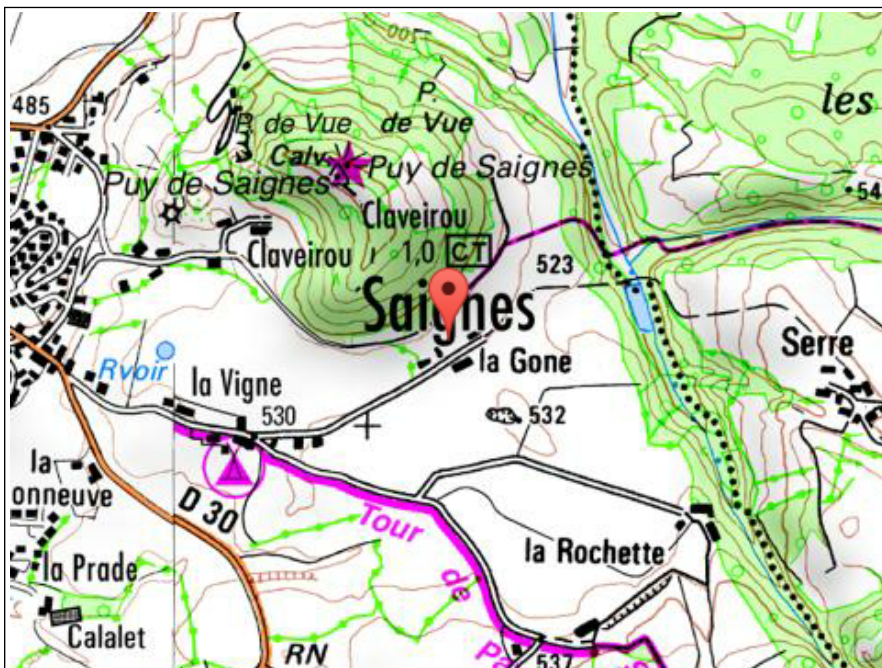 485
P.
P. de Vue
de Vue
les
Calv.
Puy de Saignes
Puy de Saignes
54
Claveirou
Claveirou
1,0
CT
523
Saignes
Serre
Rvoir
la Gone
la Vigne
530
532
la
onneuve
D 30
Tour
de
la Rochette
la Prade
Calalet
RN
Pa
537